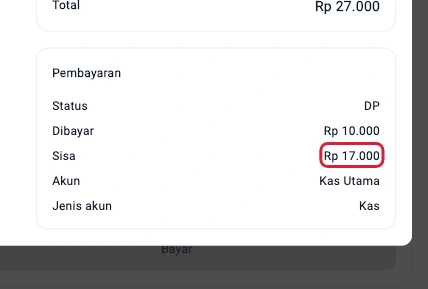 Total Rp 27.000
Pembayaran
Status DP
Dibayar Rp 10.000
Sisa Rp 17.000
Akun Kas Utama
Jenis akun Kas
Bayar